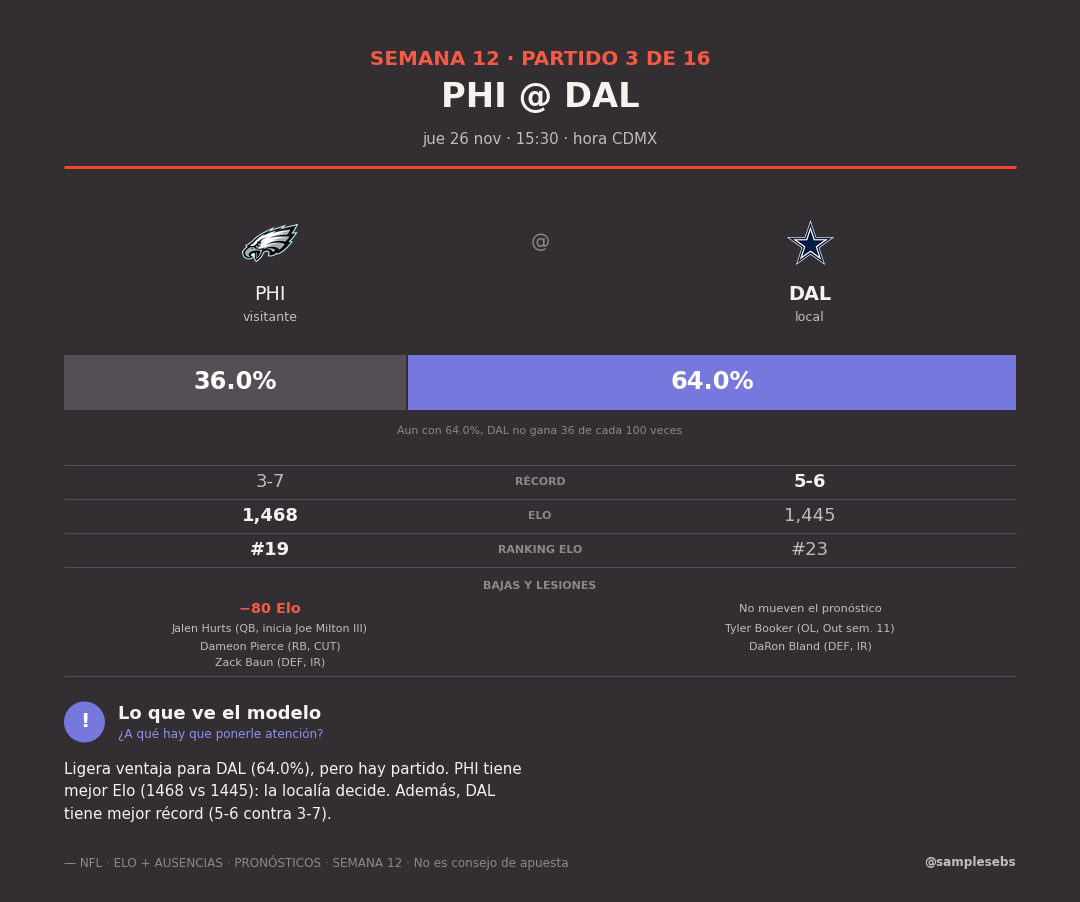 SEMANA 12 · PARTIDO 3 DE 16
PHI @ DAL
jue 26 nov · 15:30 · hora CDMX
@
PHI
DAL
visitante
local
36.0%
64.0%
Aun con 64.0%, DAL no gana 36 de cada 100 veces
3-7 RÉCORD 5-6
1,468 ELO 1,445
#19 RANKING ELO #23
BAJAS Y LESIONES
−80 Elo
No mueven el pronóstico
Jalen Hurts (QB, inicia Joe Milton III)
Tyler Booker (OL, Out sem. 11)
Dameon Pierce (RB, CUT)
DaRon Bland (DEF, IR)
Zack Baun (DEF, IR)
!
Lo que ve el modelo
¿A qué hay que ponerle atención?
Ligera ventaja para DAL (64.0%), pero hay partido. PHI tiene
mejor Elo (1468 vs 1445): la localía decide. Además, DAL
tiene mejor récord (5-6 contra 3-7).
— NFL · ELO + AUSENCIAS · PRONÓSTICOS · SEMANA 12 · No es consejo de apuesta
@samplesebs